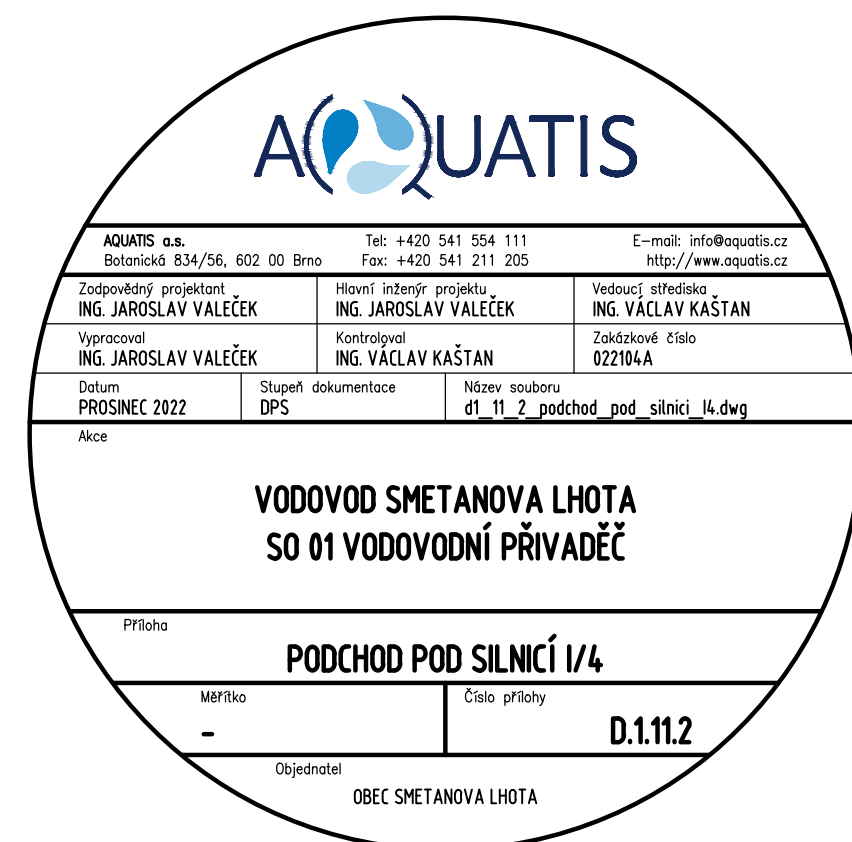 AQUATIS
AQUATIS a.s. Tel: +420 541 554 111 E-mail: info@aquatis.cz
Botanická 834/56, 602 00 Brno Fax: +420 541 211 205 http://www.aquatis.cz
Zodpovědný projektant Hlavní inženýr projektu Vedoucí střediska
ING. JAROSLAV VALEČEK ING. JAROSLAV VALEČEK ING. VÁCLAV KAŠTAN
Vypracoval Kontroloval Zakázkové číslo
ING. JAROSLAV VALEČEK ING. VÁCLAV KAŠTAN 022104A
Datum Stupeň dokumentace Název souboru
PROSINEC 2022 DPS d1_11_2_podchod_pod_silnici_I4.dwg
Akce
VODOVOD SMETANOVA LHOTA
SO 01 VODOVODNÍ PŘIVADĚČ
Příloha
PODCHOD POD SILNICÍ I/4
Měřítko Číslo přílohy
– D.1.11.2
Objednatel
OBEC SMETANOVA LHOTA